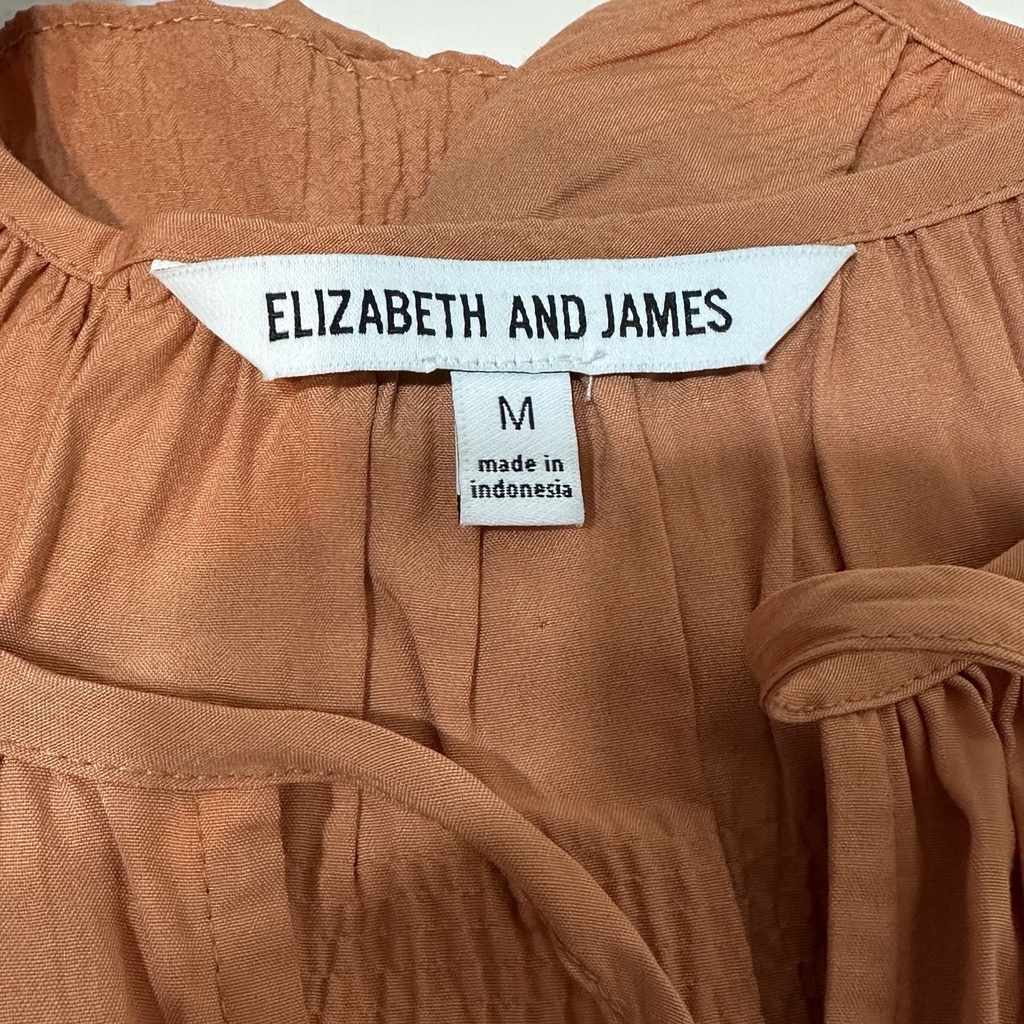 ELIZABETH AND JAMES
M
made in
indonesia